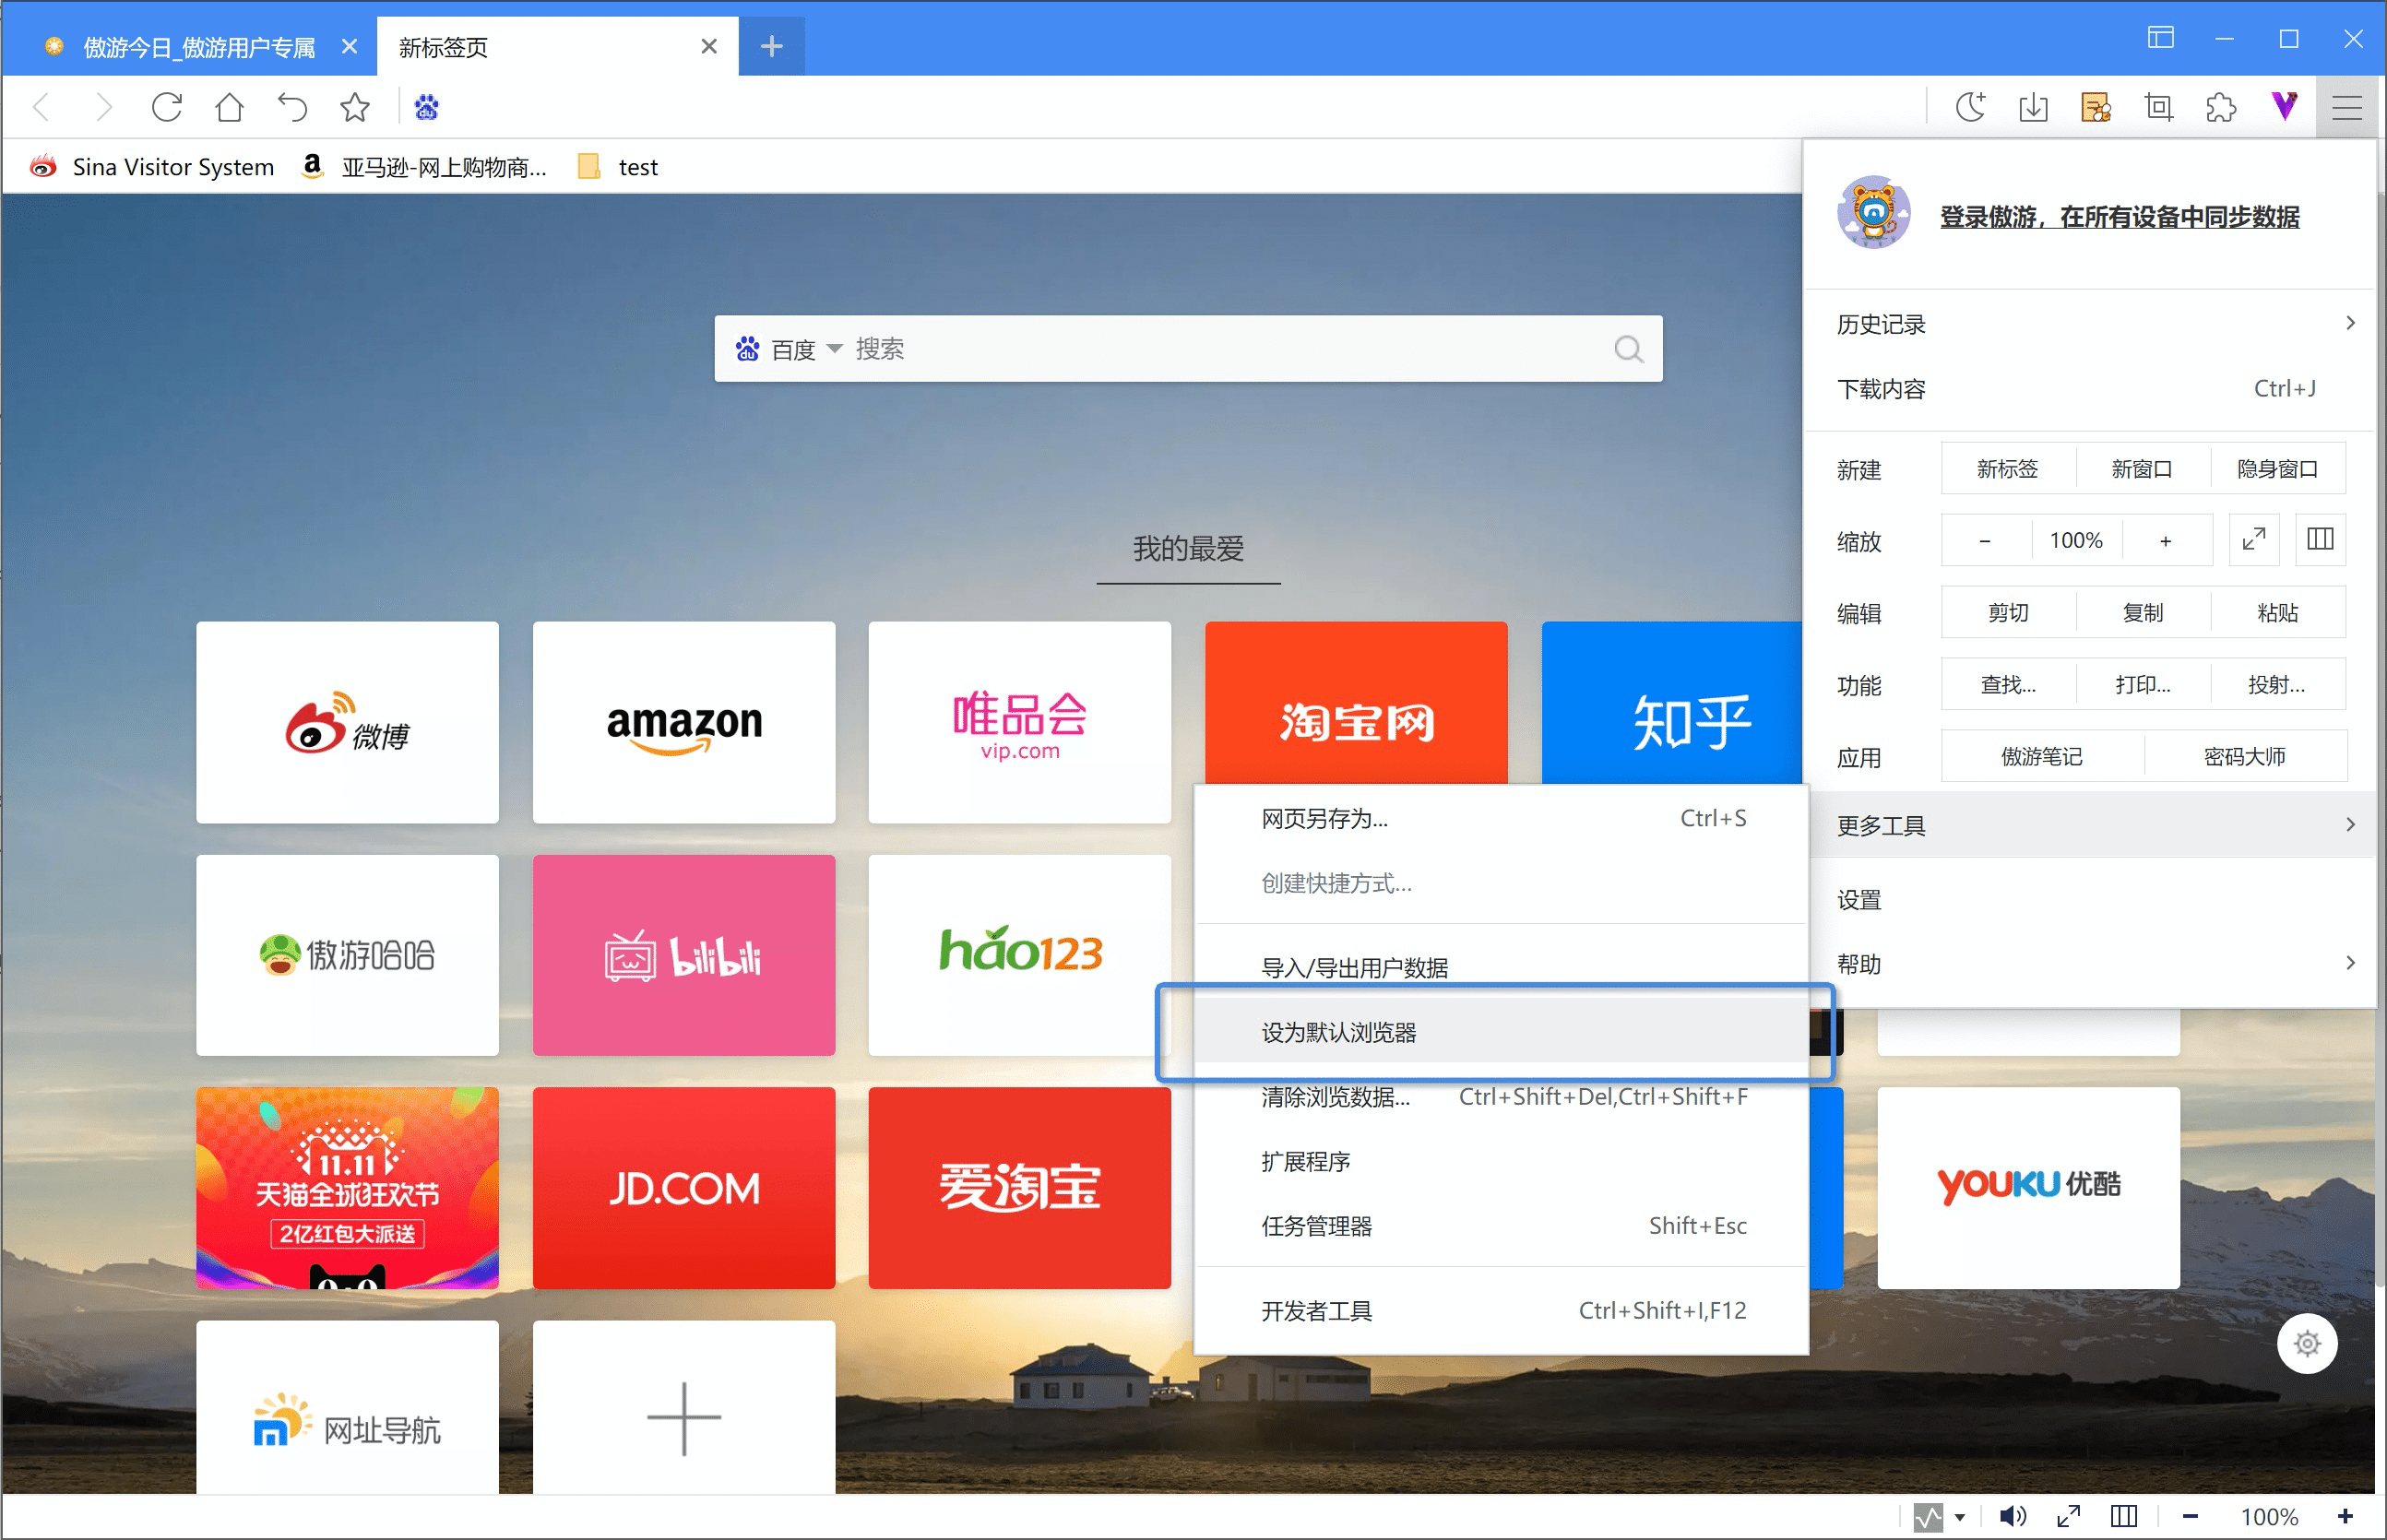 傲游今日_傲游用户专属
新标签页
du
Sina Visitor System
a
亚马逊-网上购物商...
test
登录傲游，在所有设备中同步数据
历史记录
下载内容 Ctrl+J
新建 新标签 新窗口 隐身窗口
缩放 − 100% +
编辑 剪切 复制 粘贴
功能 查找... 打印... 投射...
应用 傲游笔记 密码大师
更多工具
设置
帮助
du 百度 搜索
我的最爱
微博
amazon
唯品会
vip.com
淘宝网
知乎
傲游哈哈
bilibili
hao123
网页另存为... Ctrl+S
创建快捷方式...
导入/导出用户数据
设为默认浏览器
清除浏览数据... Ctrl+Shift+Del,Ctrl+Shift+F
扩展程序
任务管理器 Shift+Esc
开发者工具 Ctrl+Shift+I,F12
11.11
天猫全球狂欢节
2亿红包大派送
JD.COM
爱淘宝
YOUKU 优酷
网址导航
100%